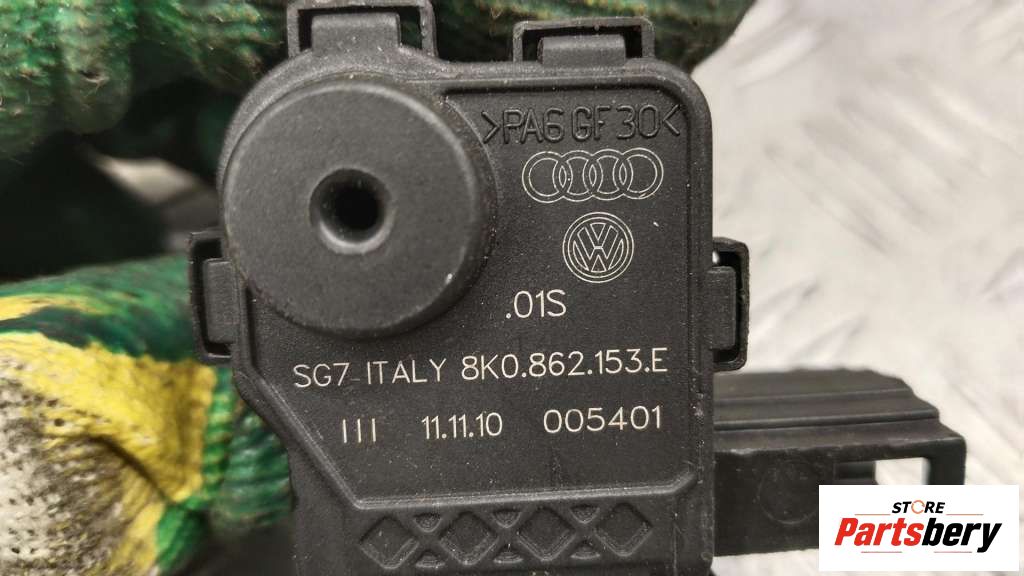 >PA6 GF30<
.01S
SG7 ITALY 8K0.862.153.E
III 11.11.10 005401
STORE
Partsbery